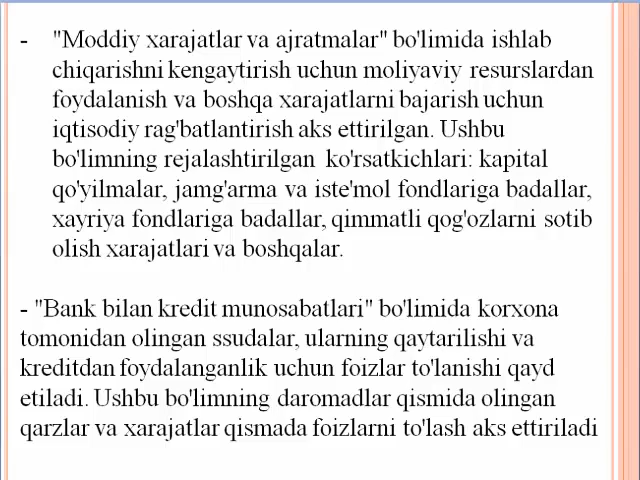 - "Moddiy xarajatlar va ajratmalar" bo'limida ishlab
chiqarishni kengaytirish uchun moliyaviy resurslardan
foydalanish va boshqa xarajatlarni bajarish uchun
iqtisodiy rag'batlantirish aks ettirilgan. Ushbu
bo'limning rejalashtirilgan ko'rsatkichlari: kapital
qo'yilmalar, jamg'arma va iste'mol fondlariga badallar,
xayriya fondlariga badallar, qimmatli qog'ozlarni sotib
olish xarajatlari va boshqalar.
- "Bank bilan kredit munosabatlari" bo'limida korxona
tomonidan olingan ssudalar, ularning qaytarilishi va
kreditdan foydalanganlik uchun foizlar to'lanishi qayd
etiladi. Ushbu bo'limning daromadlar qismida olingan
qarzlar va xarajatlar qismada foizlarni to'lash aks ettiriladi